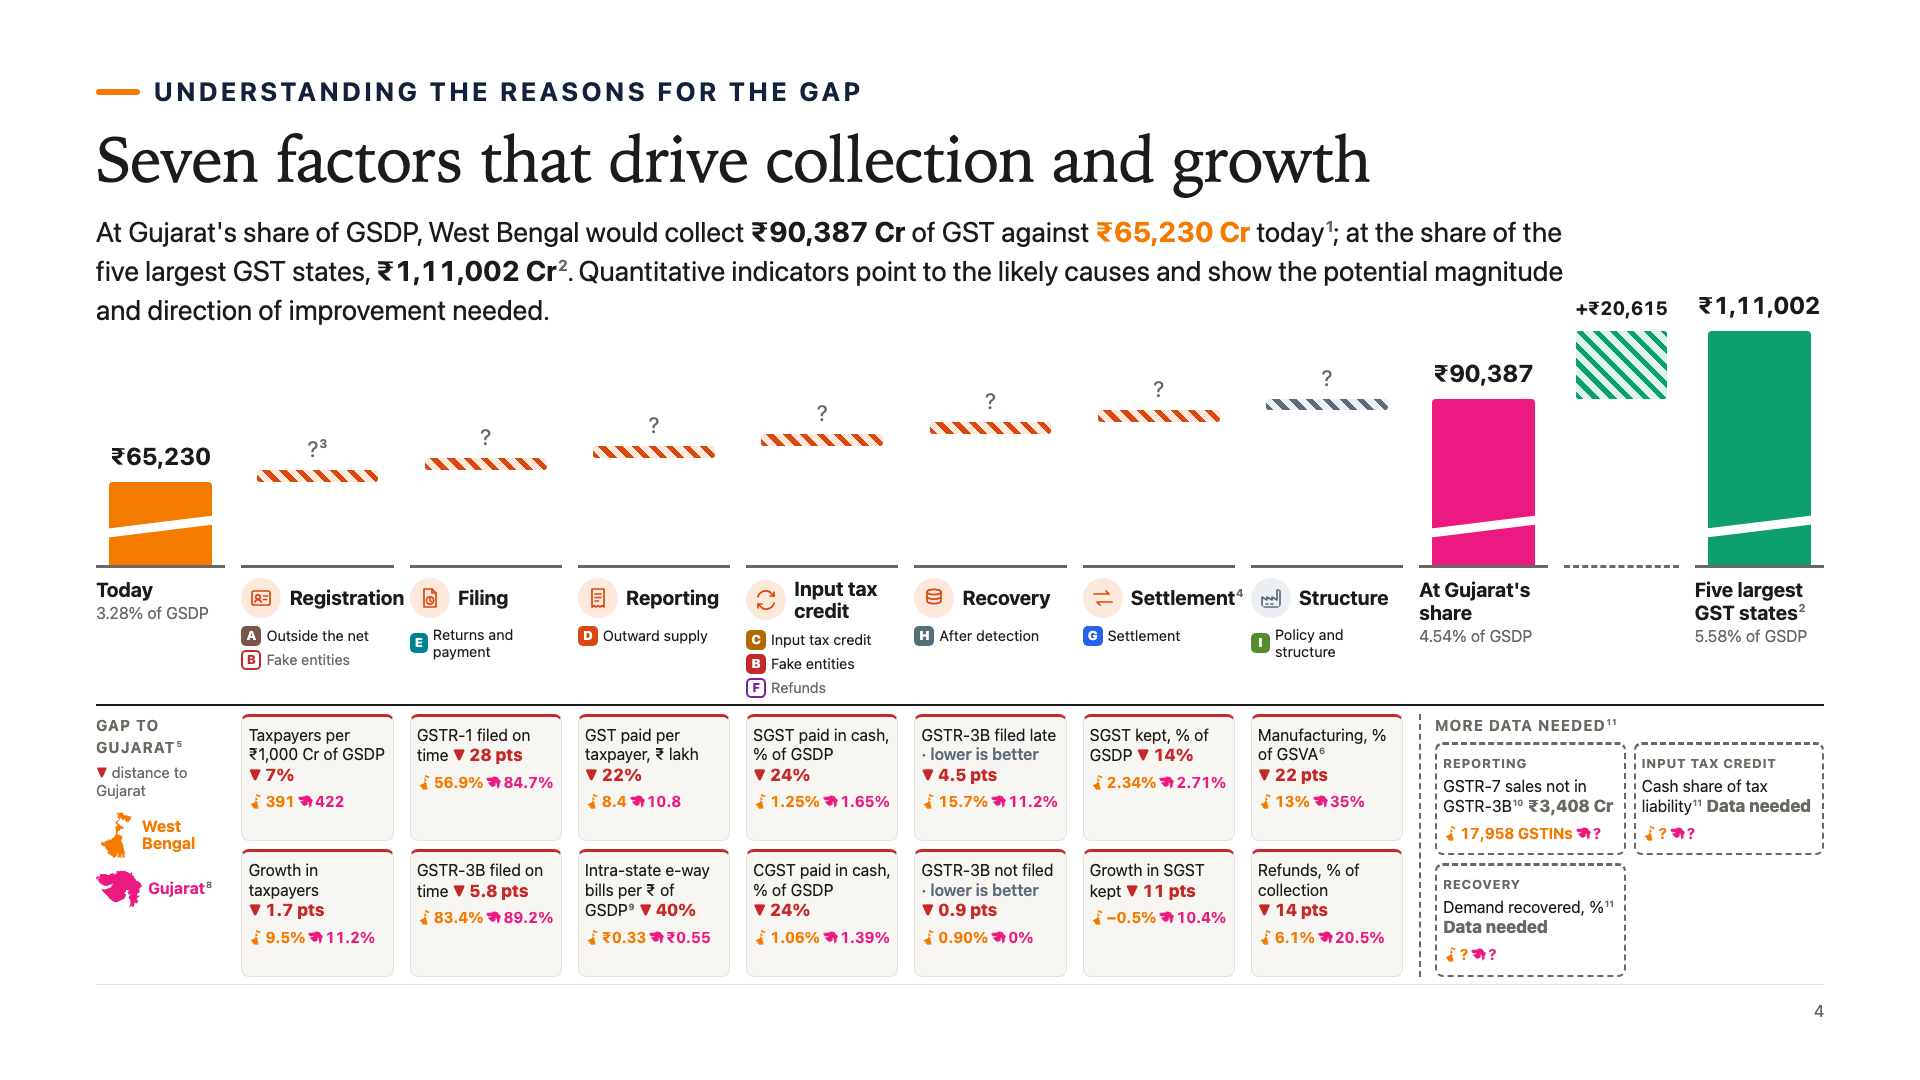 UNDERSTANDING THE REASONS FOR THE GAP
Seven factors that drive collection and growth
At Gujarat's share of GSDP, West Bengal would collect ₹90,387 Cr of GST against ₹65,230 Cr today¹; at the share of the
five largest GST states, ₹1,11,002 Cr². Quantitative indicators point to the likely causes and show the potential magnitude
and direction of improvement needed.
₹65,230
?³
?
?
?
?
?
?
₹90,387
+₹20,615
₹1,11,002
Today
3.28% of GSDP
Registration
A Outside the net
B Fake entities
Filing
E Returns and
payment
Reporting
D Outward supply
Input tax
credit
C Input tax credit
B Fake entities
F Refunds
Recovery
H After detection
Settlement⁴
G Settlement
Structure
I Policy and
structure
At Gujarat's
share
4.54% of GSDP
Five largest
GST states²
5.58% of GSDP
GAP TO
GUJARAT⁵
▼ distance to
Gujarat
West
Bengal
Gujarat⁸
Taxpayers per
₹1,000 Cr of GSDP
▼ 7%
391 422
GSTR-1 filed on
time ▼ 28 pts
56.9% 84.7%
GST paid per
taxpayer, ₹ lakh
▼ 22%
8.4 10.8
SGST paid in cash,
% of GSDP
▼ 24%
1.25% 1.65%
GSTR-3B filed late
· lower is better
▼ 4.5 pts
15.7% 11.2%
SGST kept, % of
GSDP ▼ 14%
2.34% 2.71%
Manufacturing, %
of GSVA⁶
▼ 22 pts
13% 35%
Growth in
taxpayers
▼ 1.7 pts
9.5% 11.2%
GSTR-3B filed on
time ▼ 5.8 pts
83.4% 89.2%
Intra-state e-way
bills per ₹ of
GSDP⁹ ▼ 40%
₹0.33 ₹0.55
CGST paid in cash,
% of GSDP
▼ 24%
1.06% 1.39%
GSTR-3B not filed
· lower is better
▼ 0.9 pts
0.90% 0%
Growth in SGST
kept ▼ 11 pts
−0.5% 10.4%
Refunds, % of
collection
▼ 14 pts
6.1% 20.5%
MORE DATA NEEDED¹¹
REPORTING
GSTR-7 sales not in
GSTR-3B¹⁰ ₹3,408 Cr
17,958 GSTINs ?
INPUT TAX CREDIT
Cash share of tax
liability¹¹ Data needed
? ?
RECOVERY
Demand recovered, %¹¹
Data needed
? ?
4